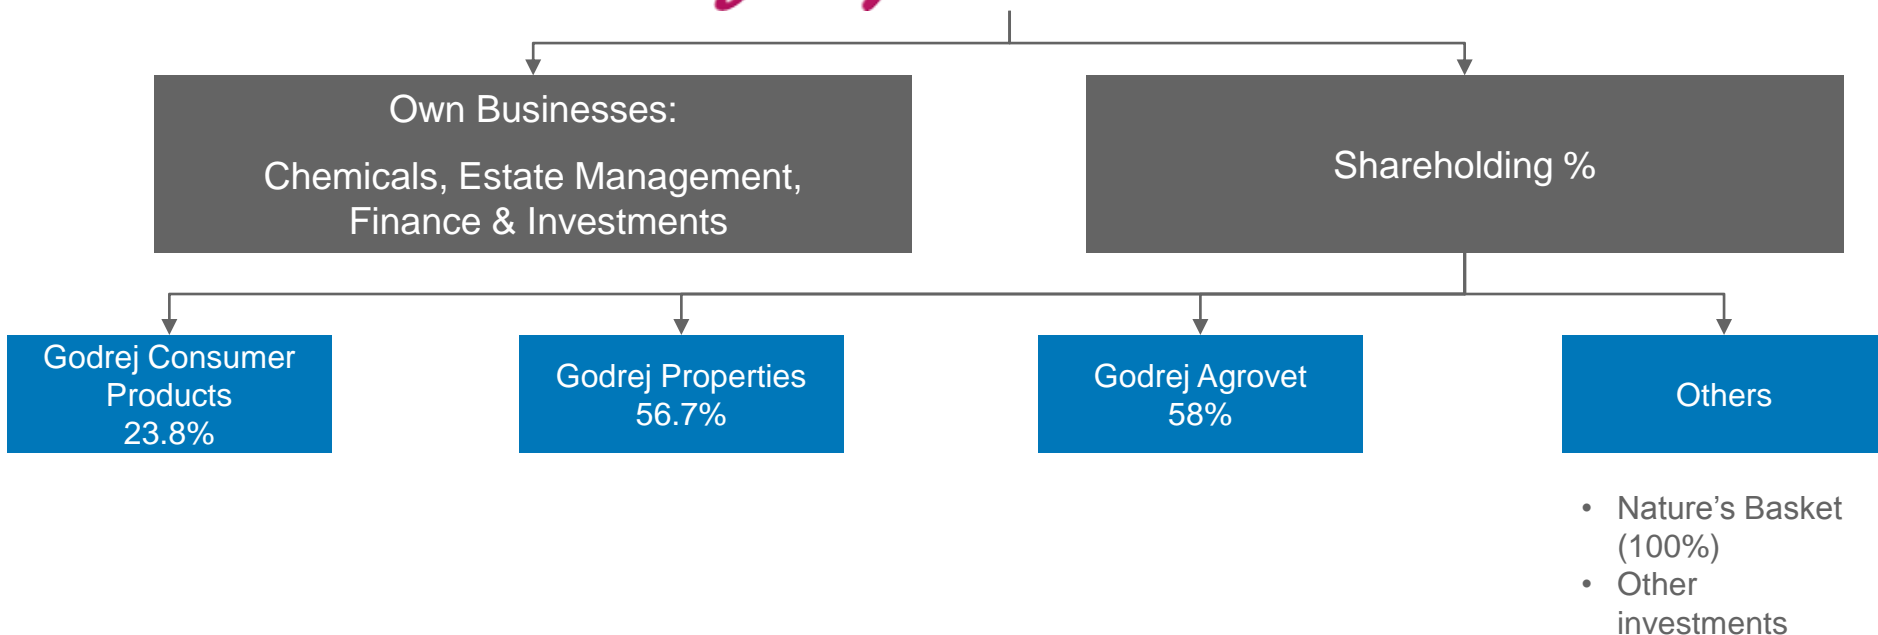 Own Businesses:
Chemicals, Estate Management,
Finance & Investments
Shareholding %
Godrej Consumer
Products
23.8%
Godrej Properties
56.7%
Godrej Agrovet
58%
Others
• Nature’s Basket
(100%)
• Other
investments